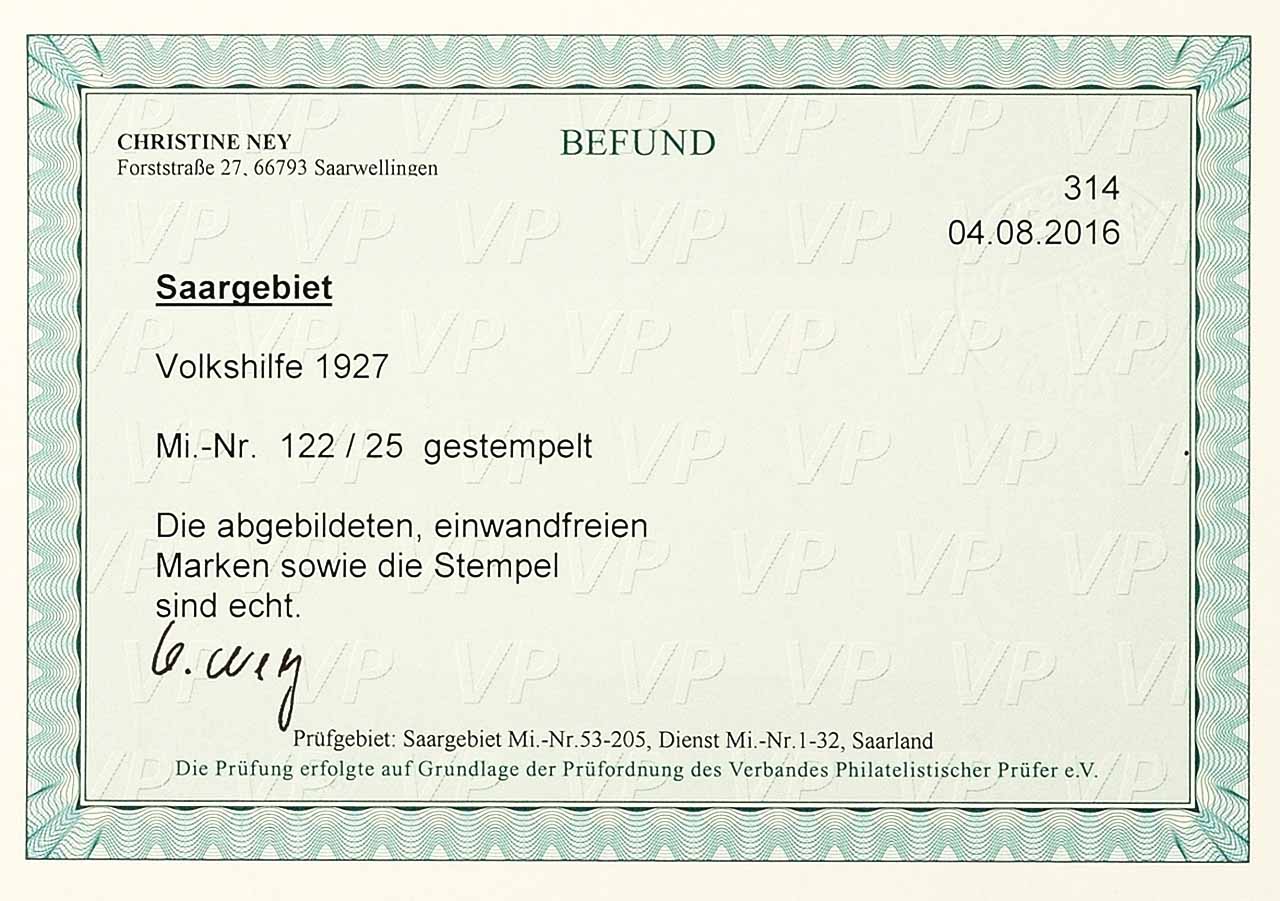 CHRISTINE NEY
Forststraße 27, 66793 Saarwellingen
BEFUND
314
04.08.2016
Saargebiet
Volkshilfe 1927
Mi.-Nr. 122 / 25 gestempelt
Die abgebildeten, einwandfreien
Marken sowie die Stempel
sind echt.
C. Ney
Prüfgebiet: Saargebiet Mi.-Nr.53-205, Dienst Mi.-Nr.1-32, Saarland
Die Prüfung erfolgte auf Grundlage der Prüfordnung des Verbandes Philatelistischer Prüfer e.V.